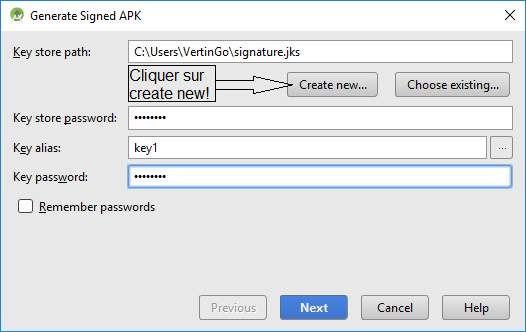 Generate Signed APK
Key store path: C:\Users\VertinGo\signature.jks
Cliquer sur
create new!
Create new... Choose existing...
Key store password: ••••••••
Key alias: key1 ...
Key password: ••••••••
Remember passwords
Previous Next Cancel Help